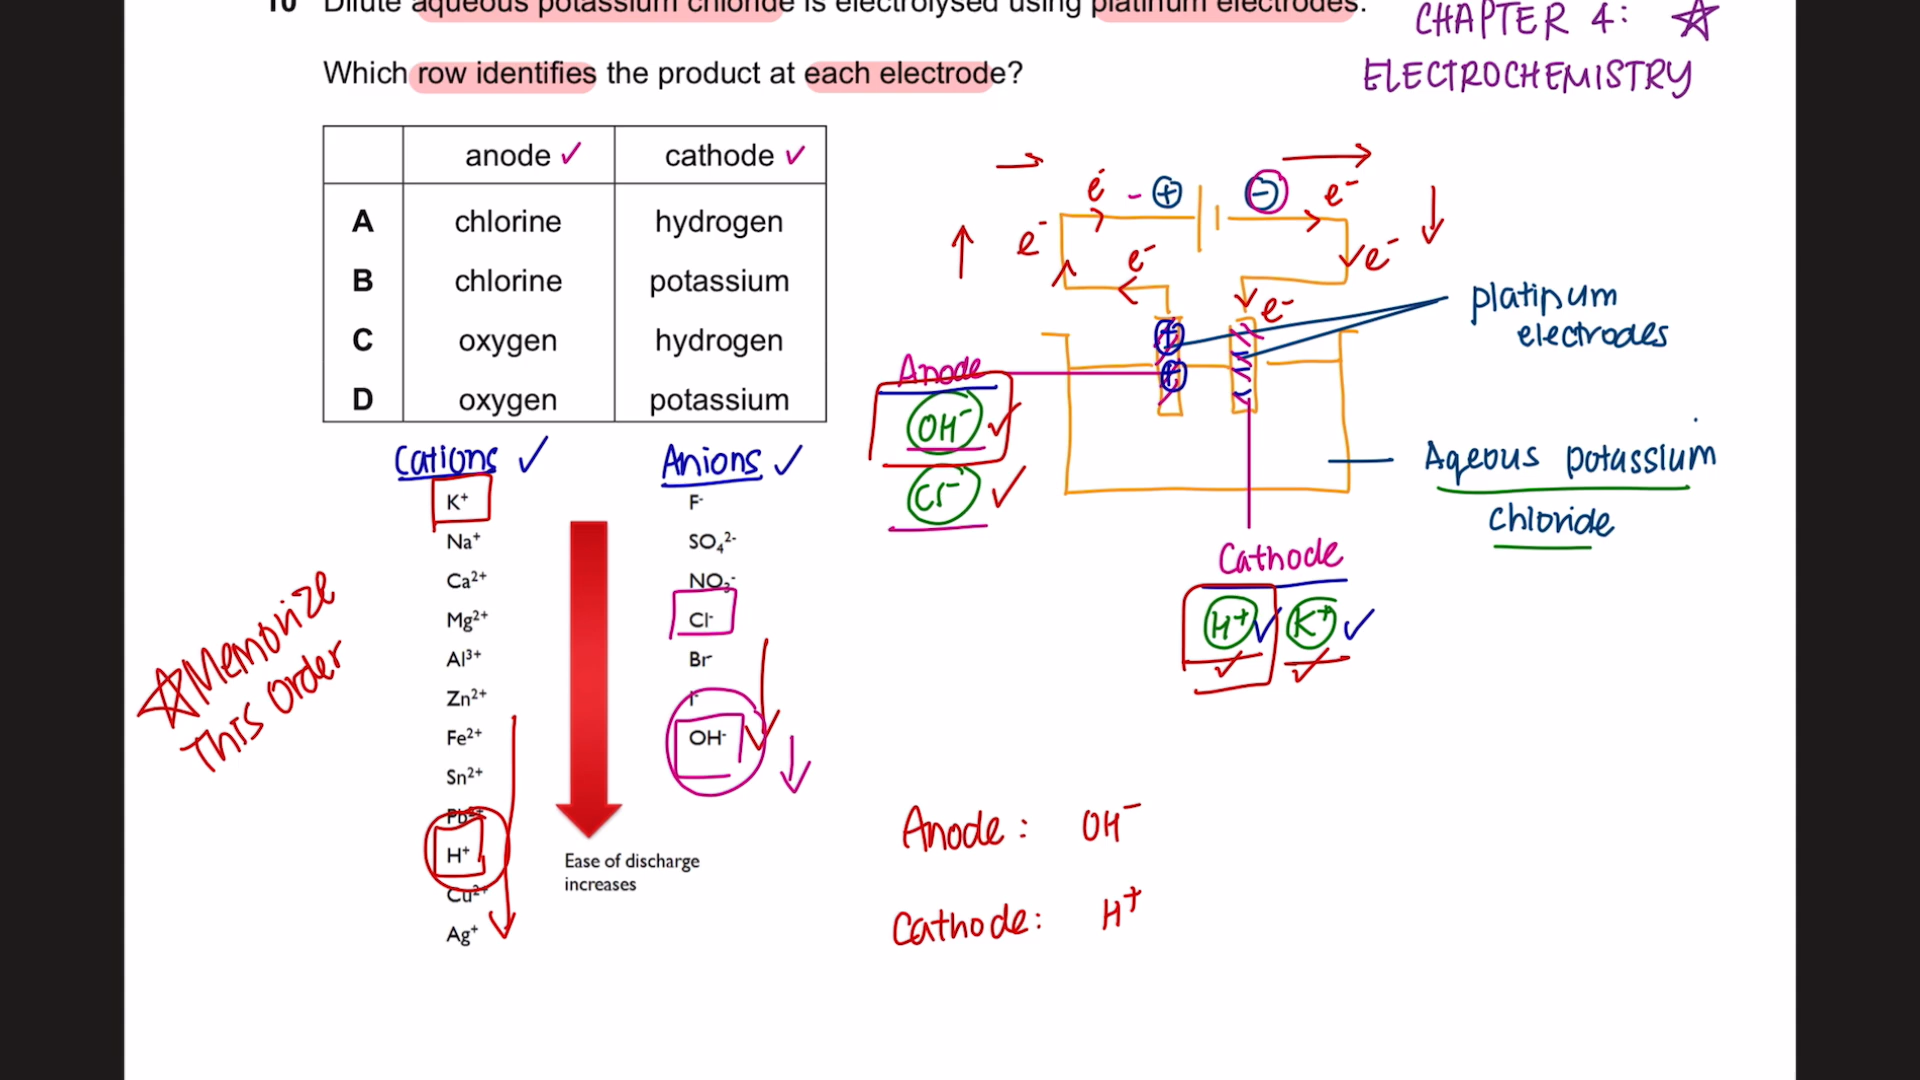 10 Dilute aqueous potassium chloride is electrolysed using platinum electrodes.
Which row identifies the product at each electrode?
CHAPTER 4:
ELECTROCHEMISTRY
anode ✓ cathode ✓
A chlorine hydrogen
B chlorine potassium
C oxygen hydrogen
D oxygen potassium
Cations ✓ Anions ✓
K⁺ F⁻
Na⁺ SO₄²⁻
Ca²⁺ NO₃⁻
Mg²⁺ Cl⁻
Al³⁺ Br⁻
Zn²⁺ I⁻
Fe²⁺ OH⁻
Sn²⁺
Pb²⁺
H⁺
Cu²⁺
Ag⁺
Ease of discharge
increases
Memorize
This Order
e⁻ - + − e⁻
e⁻ e⁻ e⁻
e⁻
+
+
platinum
electrodes
Anode
OH⁻ ✓
Cl⁻ ✓
Aqeous potassium
chloride
Cathode
H⁺ ✓ K⁺ ✓
✓ ✓
Anode: OH⁻
Cathode: H⁺